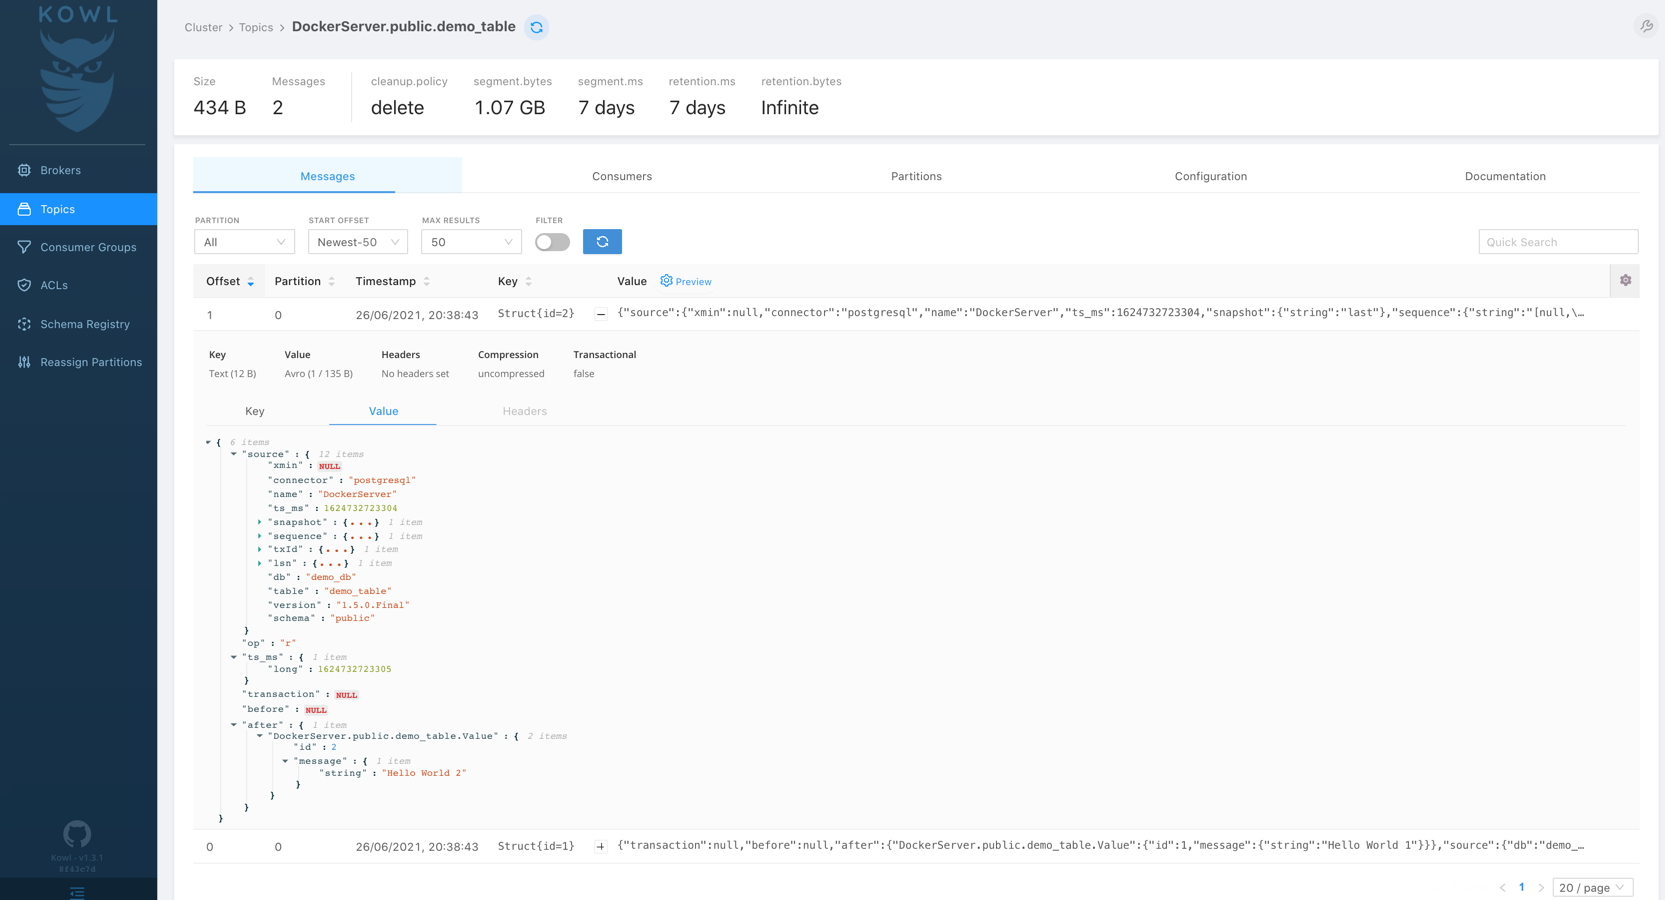 KOWL
Brokers
Topics
Consumer Groups
ACLs
Schema Registry
Reassign Partitions
Kowl - v1.3.1
Cluster > Topics > DockerServer.public.demo_table
Size Messages cleanup.policy segment.bytes segment.ms retention.ms retention.bytes
434 B 2 delete 1.07 GB 7 days 7 days Infinite
Messages Consumers Partitions Configuration Documentation
PARTITION START OFFSET MAX RESULTS FILTER
All Newest-50 50 Quick Search
Offset Partition Timestamp Key Value Preview
1 0 26/06/2021, 20:38:43 Struct{id=2} {"source":{"xmin":null,"connector":"postgresql","name":"DockerServer","ts_ms":1624732723304,"snapshot":{"string":"last"},"sequence":{"string":"[null,\…
Key Value Headers Compression Transactional
Text (12 B) Avro (1 / 135 B) No headers set uncompressed false
Key Value Headers
{ 6 items
"source" : { 12 items
"xmin" : NULL
"connector" : "postgresql"
"name" : "DockerServer"
"ts_ms" : 1624732723304
"snapshot" : {...} 1 item
"sequence" : {...} 1 item
"txId" : {...} 1 item
"lsn" : {...} 1 item
"db" : "demo_db"
"table" : "demo_table"
"version" : "1.5.0.Final"
"schema" : "public"
}
"op" : "r"
"ts_ms" : { 1 item
"long" : 1624732723305
}
"transaction" : NULL
"before" : NULL
"after" : { 1 item
"DockerServer.public.demo_table.Value" : { 2 items
"id" : 2
"message" : { 1 item
"string" : "Hello World 2"
}
}
}
}
0 0 26/06/2021, 20:38:43 Struct{id=1} {"transaction":null,"before":null,"after":{"DockerServer.public.demo_table.Value":{"id":1,"message":{"string":"Hello World 1"}}},"source":{"db":"demo_…
< 1 > 20 / page